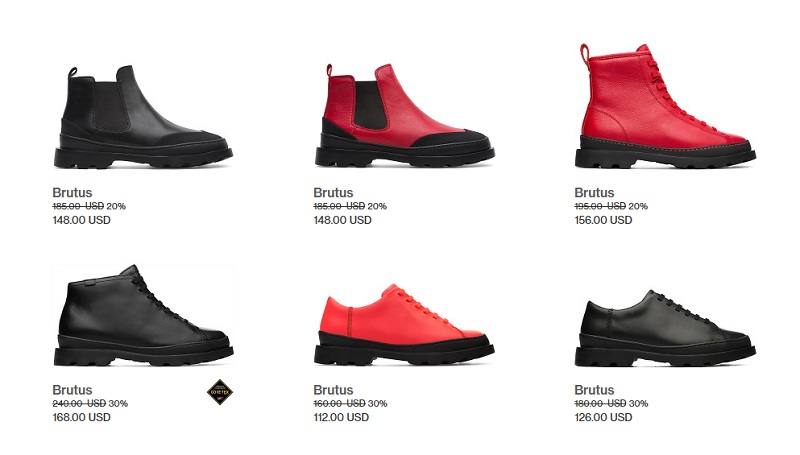 Brutus
185.00 USD 20%
148.00 USD
Brutus
185.00 USD 20%
148.00 USD
Brutus
195.00 USD 20%
156.00 USD
Brutus
240.00 USD 30%
168.00 USD
GORE-TEX
Brutus
160.00 USD 30%
112.00 USD
Brutus
180.00 USD 30%
126.00 USD